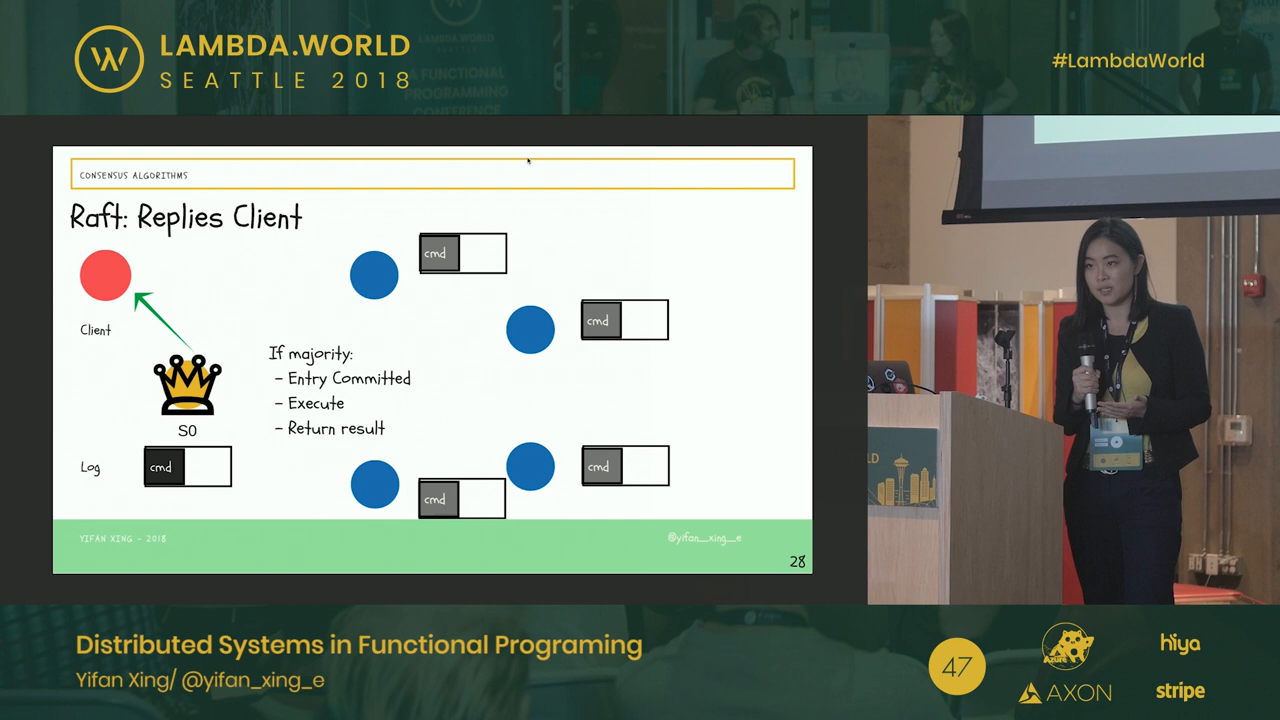 LAMBDA.WORLD
SEATTLE 2018
#LambdaWorld
CONSENSUS ALGORITHMS
Raft: Replies Client
cmd
cmd
Client
If majority:
- Entry Committed
- Execute
- Return result
S0
Log
cmd
cmd
cmd
YIFAN XING - 2018
@yifan_xing_e
28
Distributed Systems in Functional Programing
Yifan Xing/ @yifan_xing_e
47
Azure
hiya
AXON
stripe